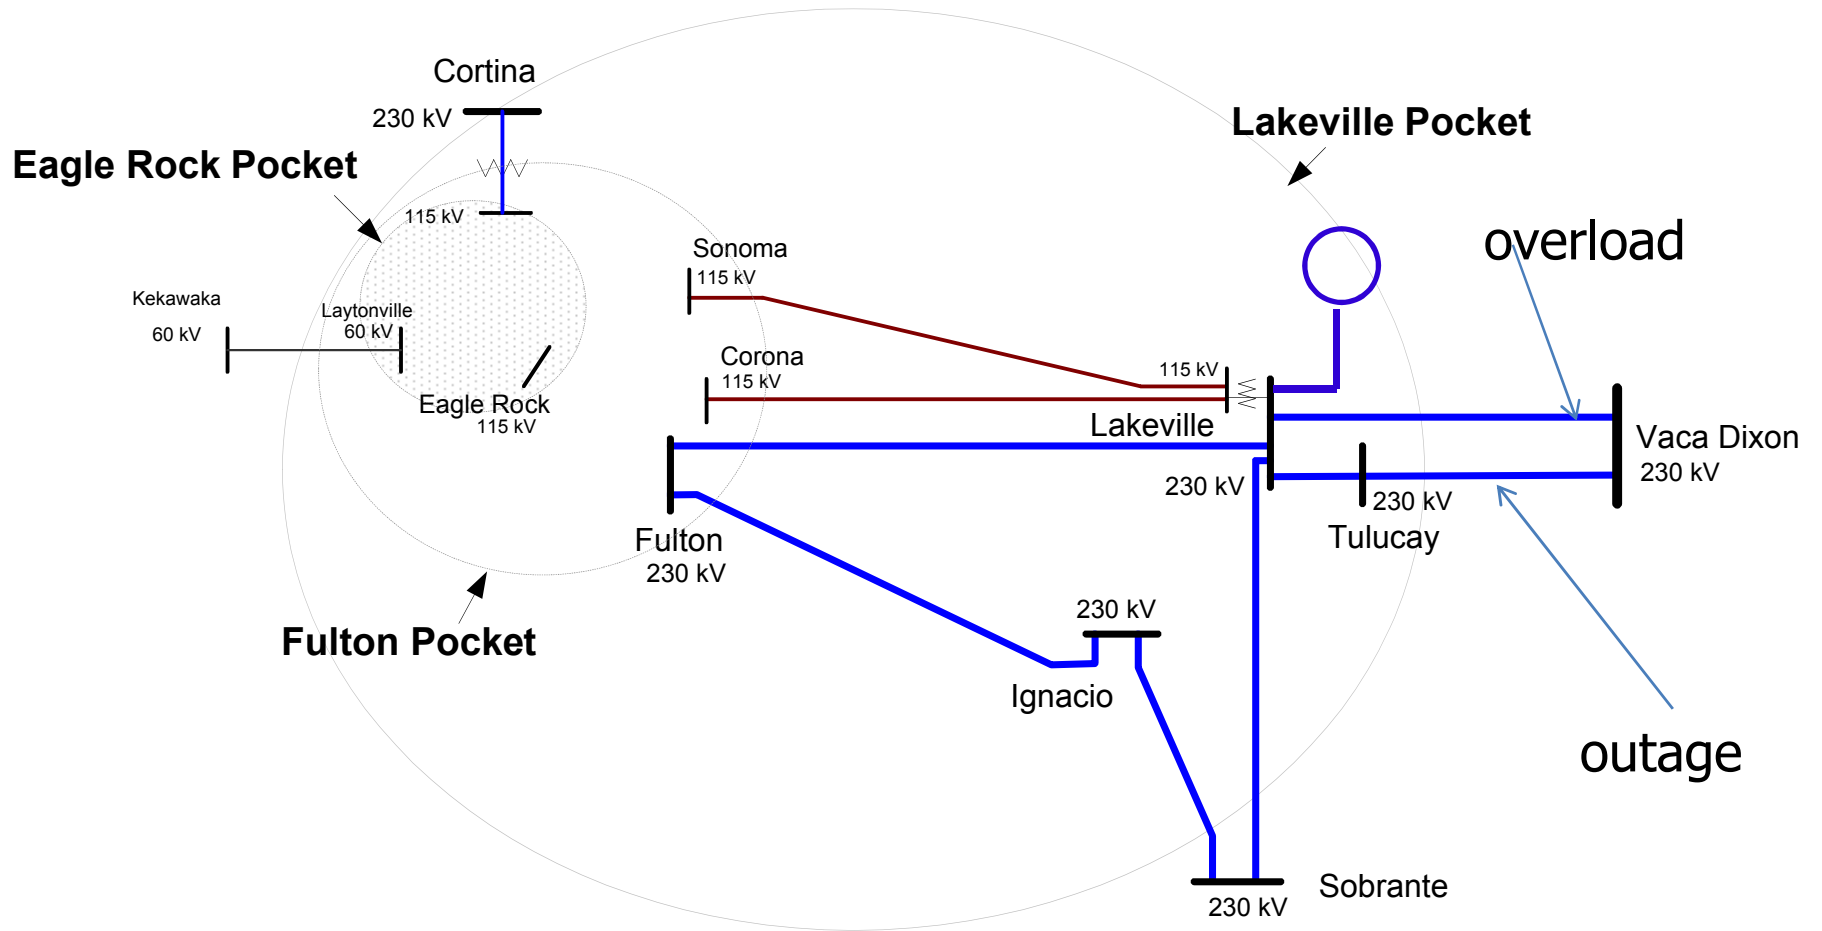 Cortina
230 kV
Lakeville Pocket
Eagle Rock Pocket
115 kV
overload
Sonoma
115 kV
Kekawaka
60 kV
Laytonville
60 kV
Corona
115 kV
115 kV
Eagle Rock
115 kV
Lakeville
230 kV
Vaca Dixon
230 kV
230 kV
Tulucay
Fulton
230 kV
Fulton Pocket
230 kV
Ignacio
outage
Sobrante
230 kV